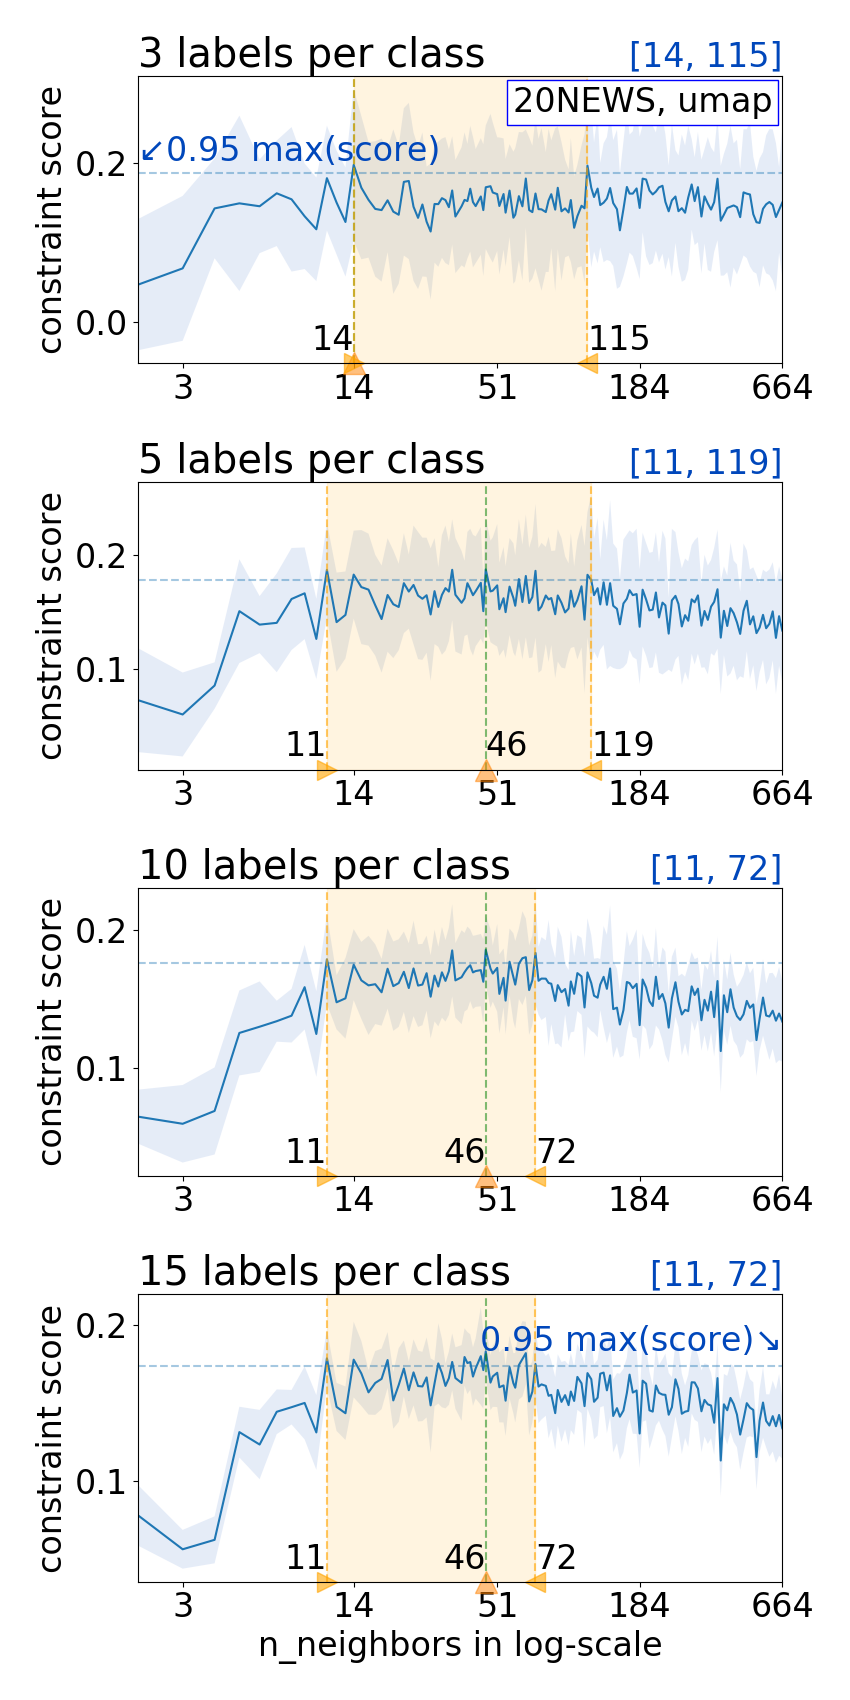 3 labels per class [14, 115]
20NEWS, umap
↙0.95 max(score)
constraint score
0.2
0.0
14 115
3 14 51 184 664
5 labels per class [11, 119]
constraint score
0.2
0.1
11 46 119
3 14 51 184 664
10 labels per class [11, 72]
constraint score
0.2
0.1
11 46 72
3 14 51 184 664
15 labels per class [11, 72]
0.95 max(score)↘
constraint score
0.2
0.1
11 46 72
3 14 51 184 664
n_neighbors in log-scale